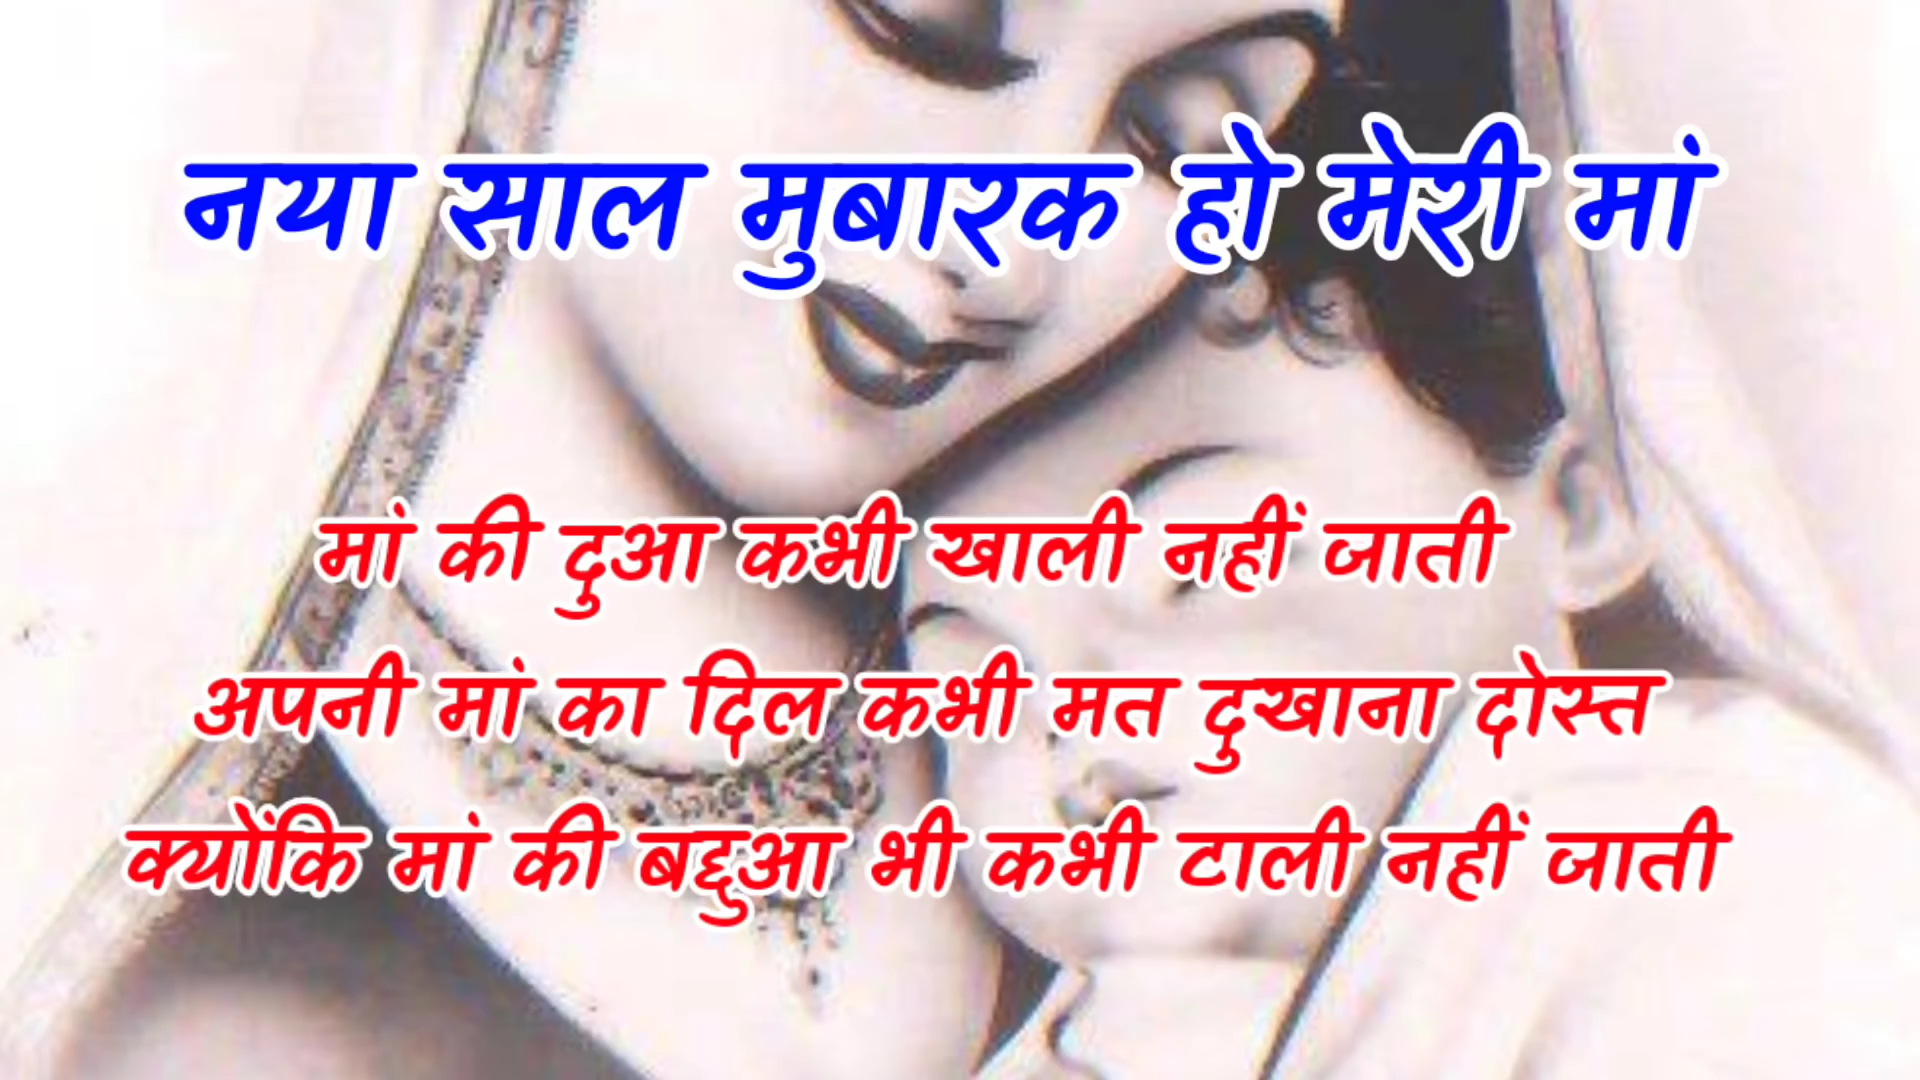 नया साल मुबारक हो मेरी मां
मां की दुआ कभी खाली नहीं जाती
अपनी मां का दिल कभी मत दुखाना दोस्त
क्योंकि मां की बद्दुआ भी कभी टाली नहीं जाती